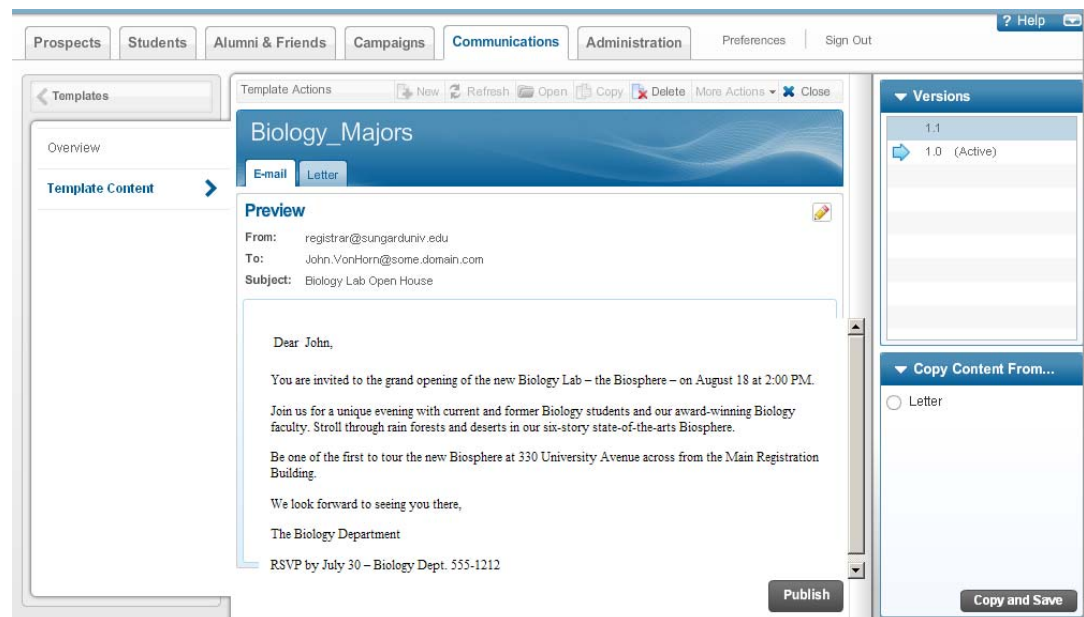 ? Help
Prospects Students Alumni & Friends Campaigns Communications Administration Preferences Sign Out
Templates
Overview
Template Content
Template Actions New Refresh Open Copy Delete More Actions Close
Biology_Majors
E-mail Letter
Preview
From: registrar@sungarduniv.edu
To: John.VonHorn@some.domain.com
Subject: Biology Lab Open House
Dear John,
You are invited to the grand opening of the new Biology Lab – the Biosphere – on August 18 at 2:00 PM.
Join us for a unique evening with current and former Biology students and our award-winning Biology
faculty. Stroll through rain forests and deserts in our six-story state-of-the-arts Biosphere.
Be one of the first to tour the new Biosphere at 330 University Avenue across from the Main Registration
Building.
We look forward to seeing you there,
The Biology Department
RSVP by July 30 – Biology Dept. 555-1212
Publish
Versions
1.1
1.0 (Active)
Copy Content From...
Letter
Copy and Save